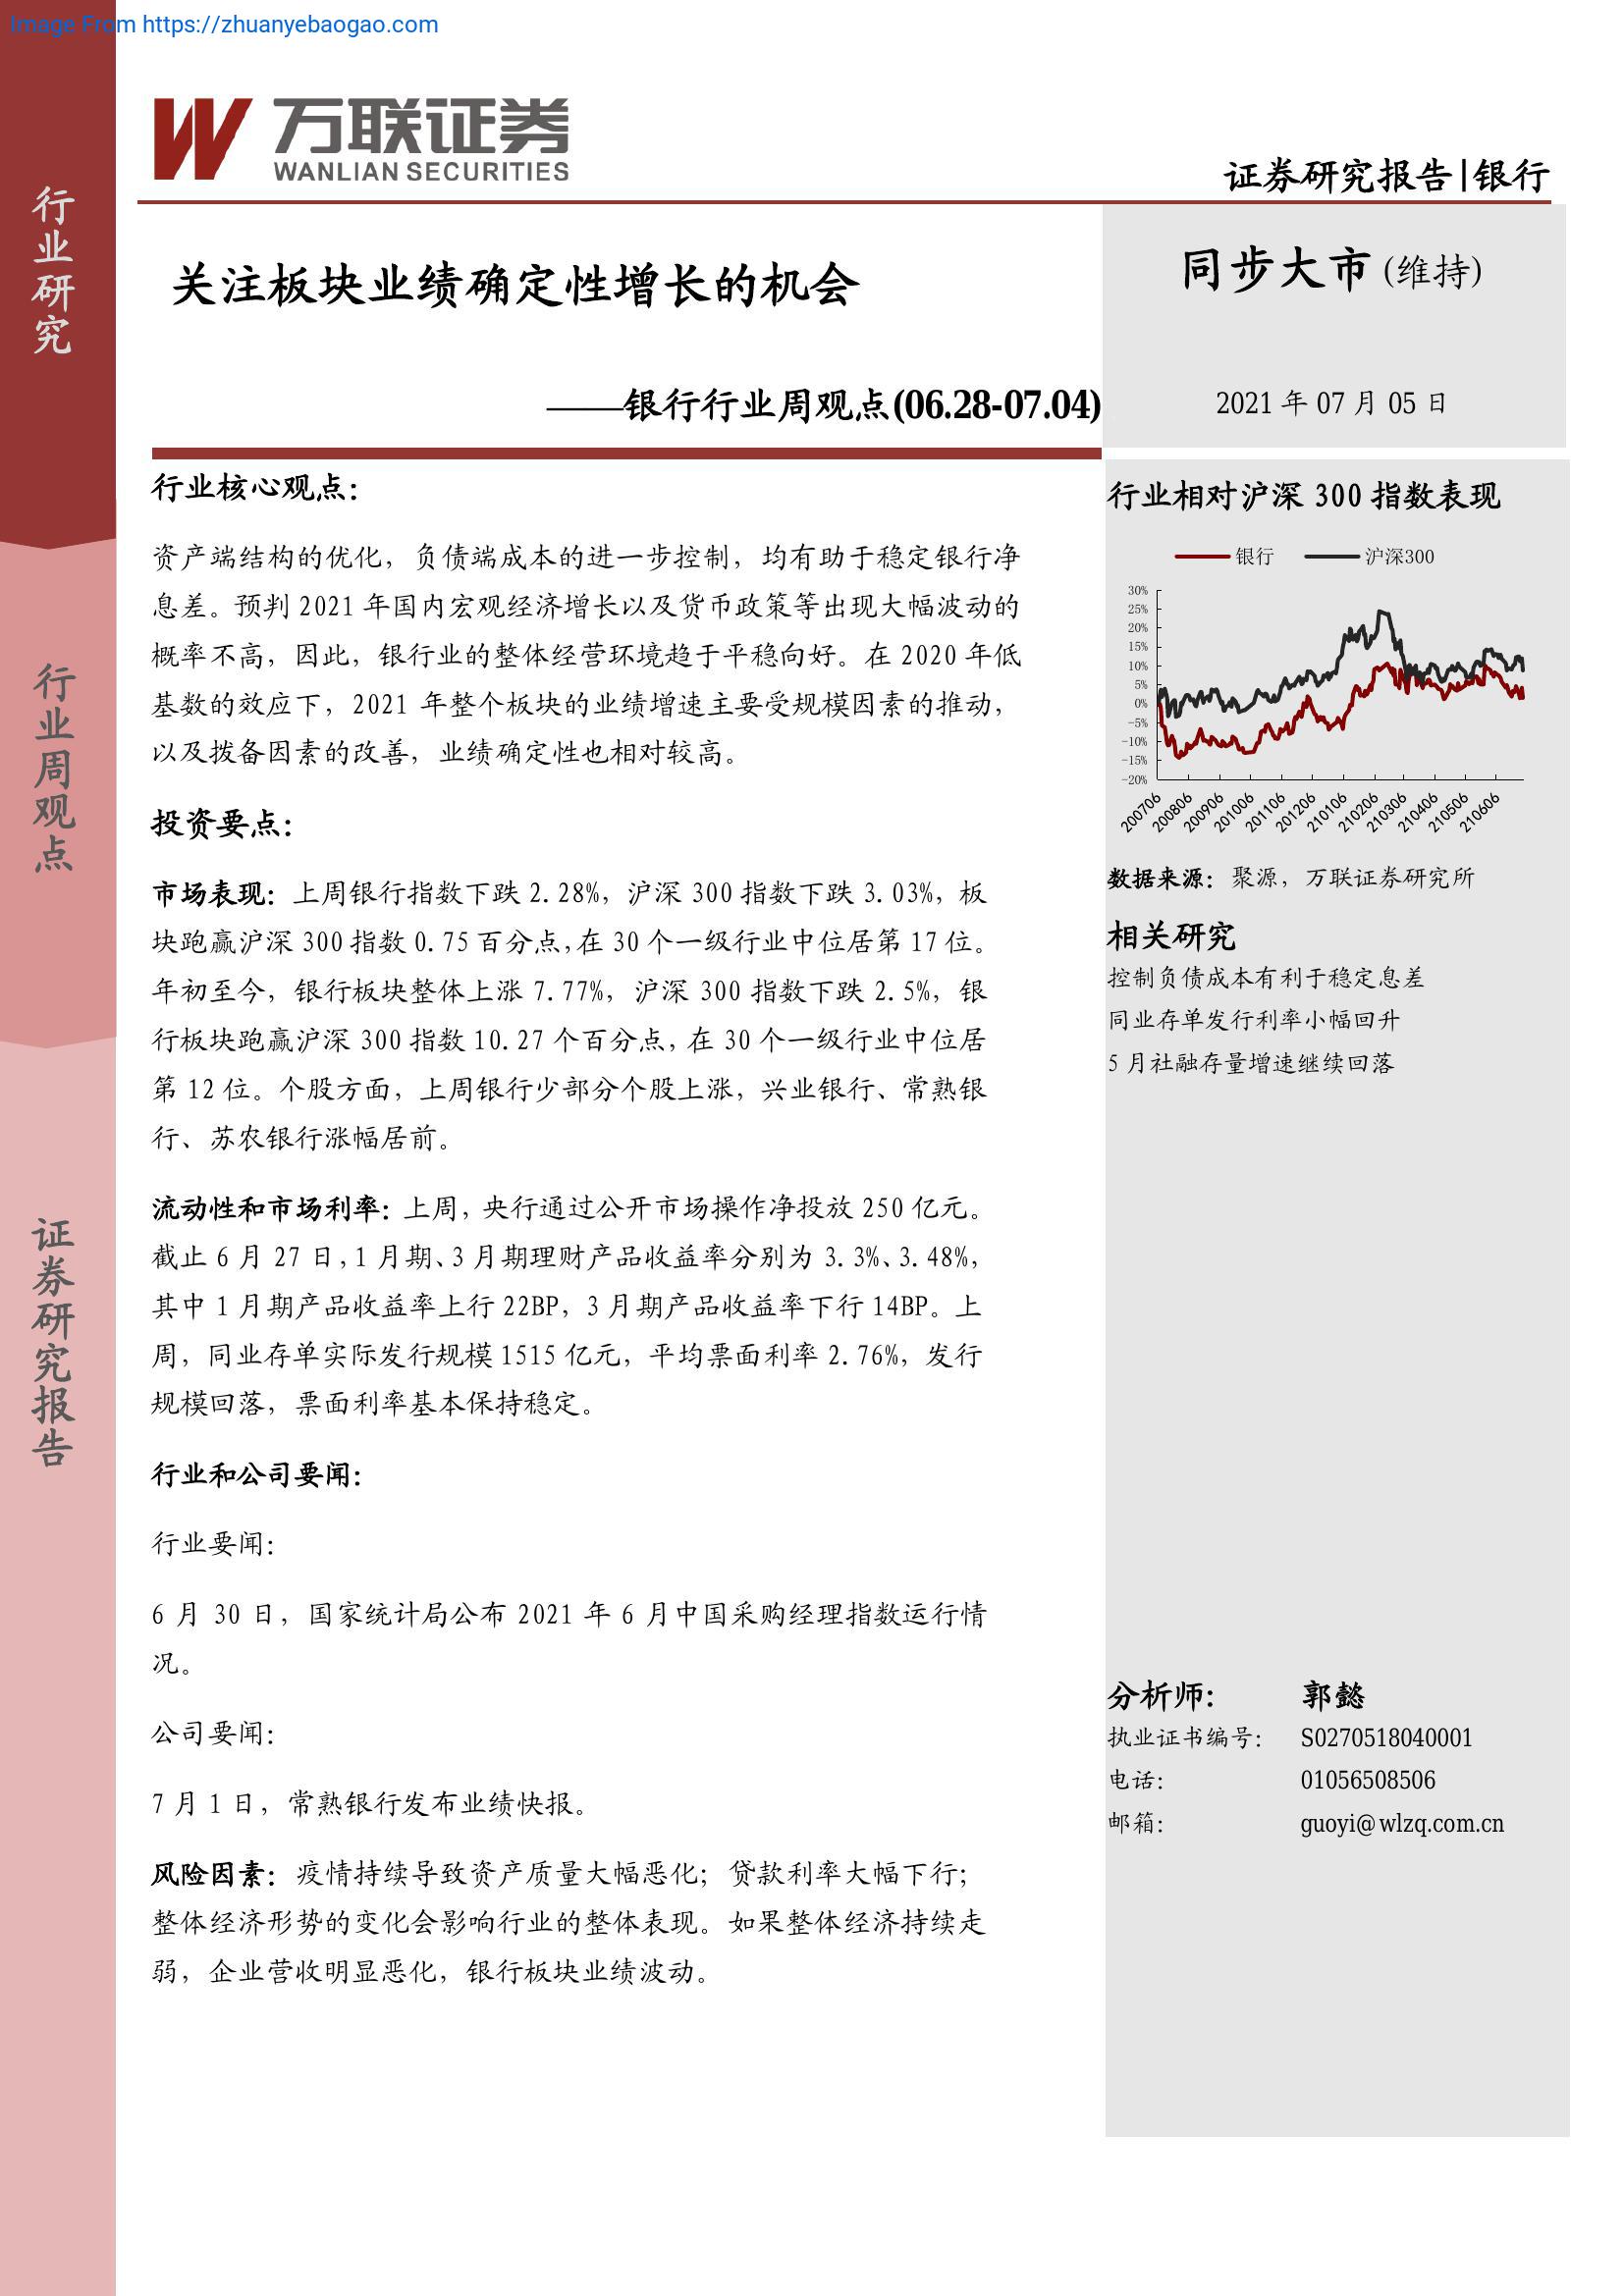 Image From https://zhuanyebaogao.com
万联证券
WANLIAN SECURITIES
证券研究报告|银行
行业研究
行业周观点
证券研究报告
关注板块业绩确定性增长的机会
——银行行业周观点(06.28-07.04)
同步大市(维持)
2021 年 07 月 05 日
行业核心观点：
资产端结构的优化，负债端成本的进一步控制，均有助于稳定银行净
息差。预判 2021 年国内宏观经济增长以及货币政策等出现大幅波动的
概率不高，因此，银行业的整体经营环境趋于平稳向好。在 2020 年低
基数的效应下，2021 年整个板块的业绩增速主要受规模因素的推动，
以及拨备因素的改善，业绩确定性也相对较高。
投资要点：
市场表现：上周银行指数下跌 2.28%，沪深 300 指数下跌 3.03%，板
块跑赢沪深 300 指数 0.75 百分点，在 30 个一级行业中位居第 17 位。
年初至今，银行板块整体上涨 7.77%，沪深 300 指数下跌 2.5%，银
行板块跑赢沪深 300 指数 10.27 个百分点，在 30 个一级行业中位居
第 12 位。个股方面，上周银行少部分个股上涨，兴业银行、常熟银
行、苏农银行涨幅居前。
流动性和市场利率：上周，央行通过公开市场操作净投放 250 亿元。
截止 6 月 27 日，1 月期、3 月期理财产品收益率分别为 3.3%、3.48%，
其中 1 月期产品收益率上行 22BP，3 月期产品收益率下行 14BP。上
周，同业存单实际发行规模 1515 亿元，平均票面利率 2.76%，发行
规模回落，票面利率基本保持稳定。
行业和公司要闻：
行业要闻：
6 月 30 日，国家统计局公布 2021 年 6 月中国采购经理指数运行情
况。
公司要闻：
7 月 1 日，常熟银行发布业绩快报。
风险因素：疫情持续导致资产质量大幅恶化；贷款利率大幅下行；
整体经济形势的变化会影响行业的整体表现。如果整体经济持续走
弱，企业营收明显恶化，银行板块业绩波动。
行业相对沪深 300 指数表现
银行 沪深300
30%
25%
20%
15%
10%
5%
0%
-5%
-10%
-15%
-20%
200706 200806 200906 201006 201106 201206 210106 210206 210306 210406 210506 210606
数据来源：聚源，万联证券研究所
相关研究
控制负债成本有利于稳定息差
同业存单发行利率小幅回升
5 月社融存量增速继续回落
分析师： 郭懿
执业证书编号： S0270518040001
电话： 01056508506
邮箱： guoyi@wlzq.com.cn